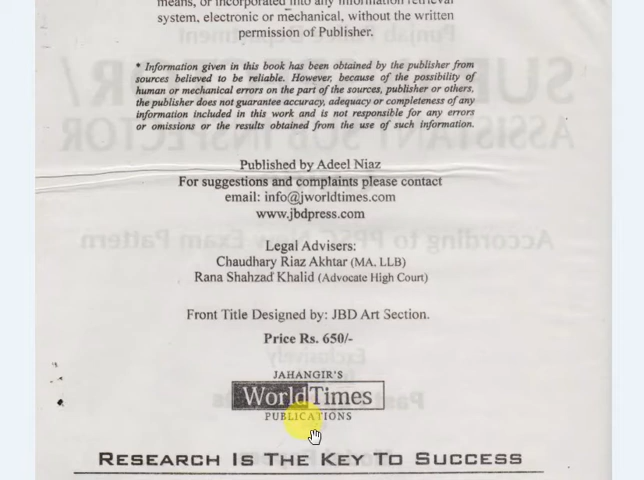 means, or incorporated into any information retrieval
system, electronic or mechanical, without the written
permission of Publisher.
* Information given in this book has been obtained by the publisher from
sources believed to be reliable. However, because of the possibility of
human or mechanical errors on the part of the sources, publisher or others,
the publisher does not guarantee accuracy, adequacy or completeness of any
information included in this work and is not responsible for any errors
or omissions or the results obtained from the use of such information.
Published by Adeel Niaz
For suggestions and complaints please contact
email: info@jworldtimes.com
www.jbdpress.com
Legal Advisers:
Chaudhary Riaz Akhtar (MA. LLB)
Rana Shahzad Khalid (Advocate High Court)
Front Title Designed by: JBD Art Section.
Price Rs. 650/-
JAHANGIR'S
WorldTimes
PUBLICATIONS
RESEARCH IS THE KEY TO SUCCESS